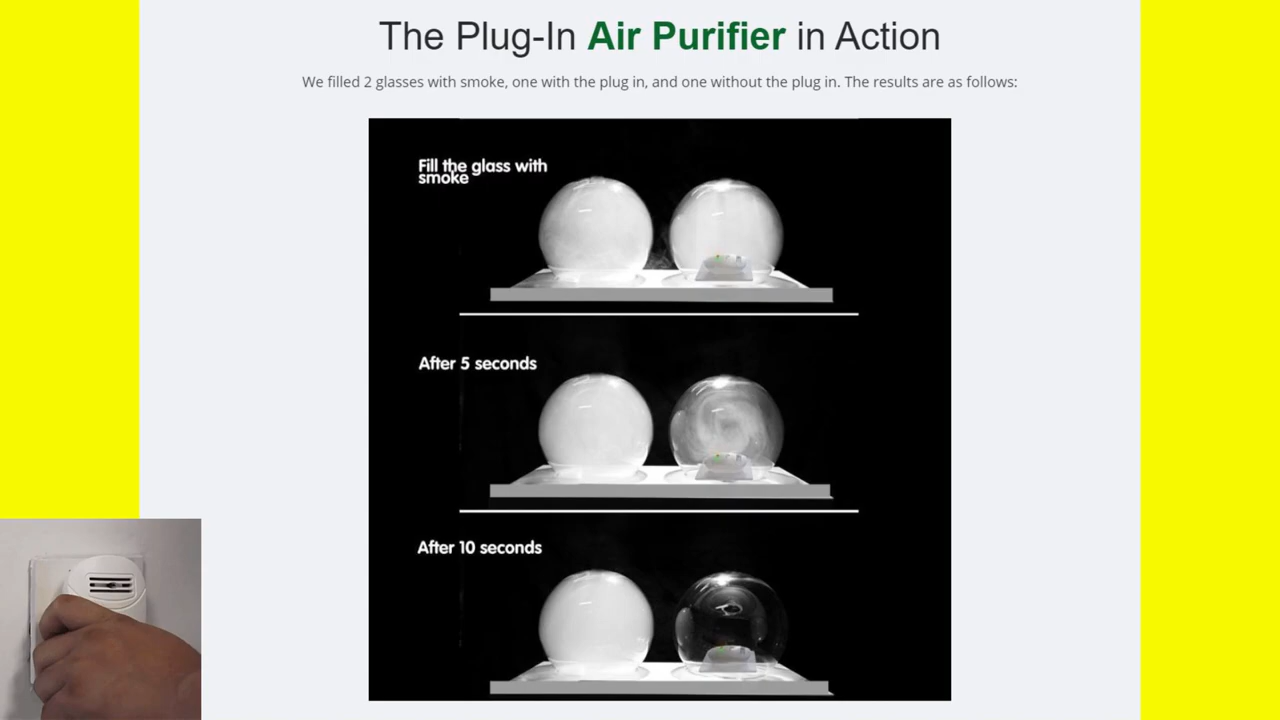 The Plug-In Air Purifier in Action
We filled 2 glasses with smoke, one with the plug in, and one without the plug in. The results are as follows:
Fill the glass with
smoke
After 5 seconds
After 10 seconds